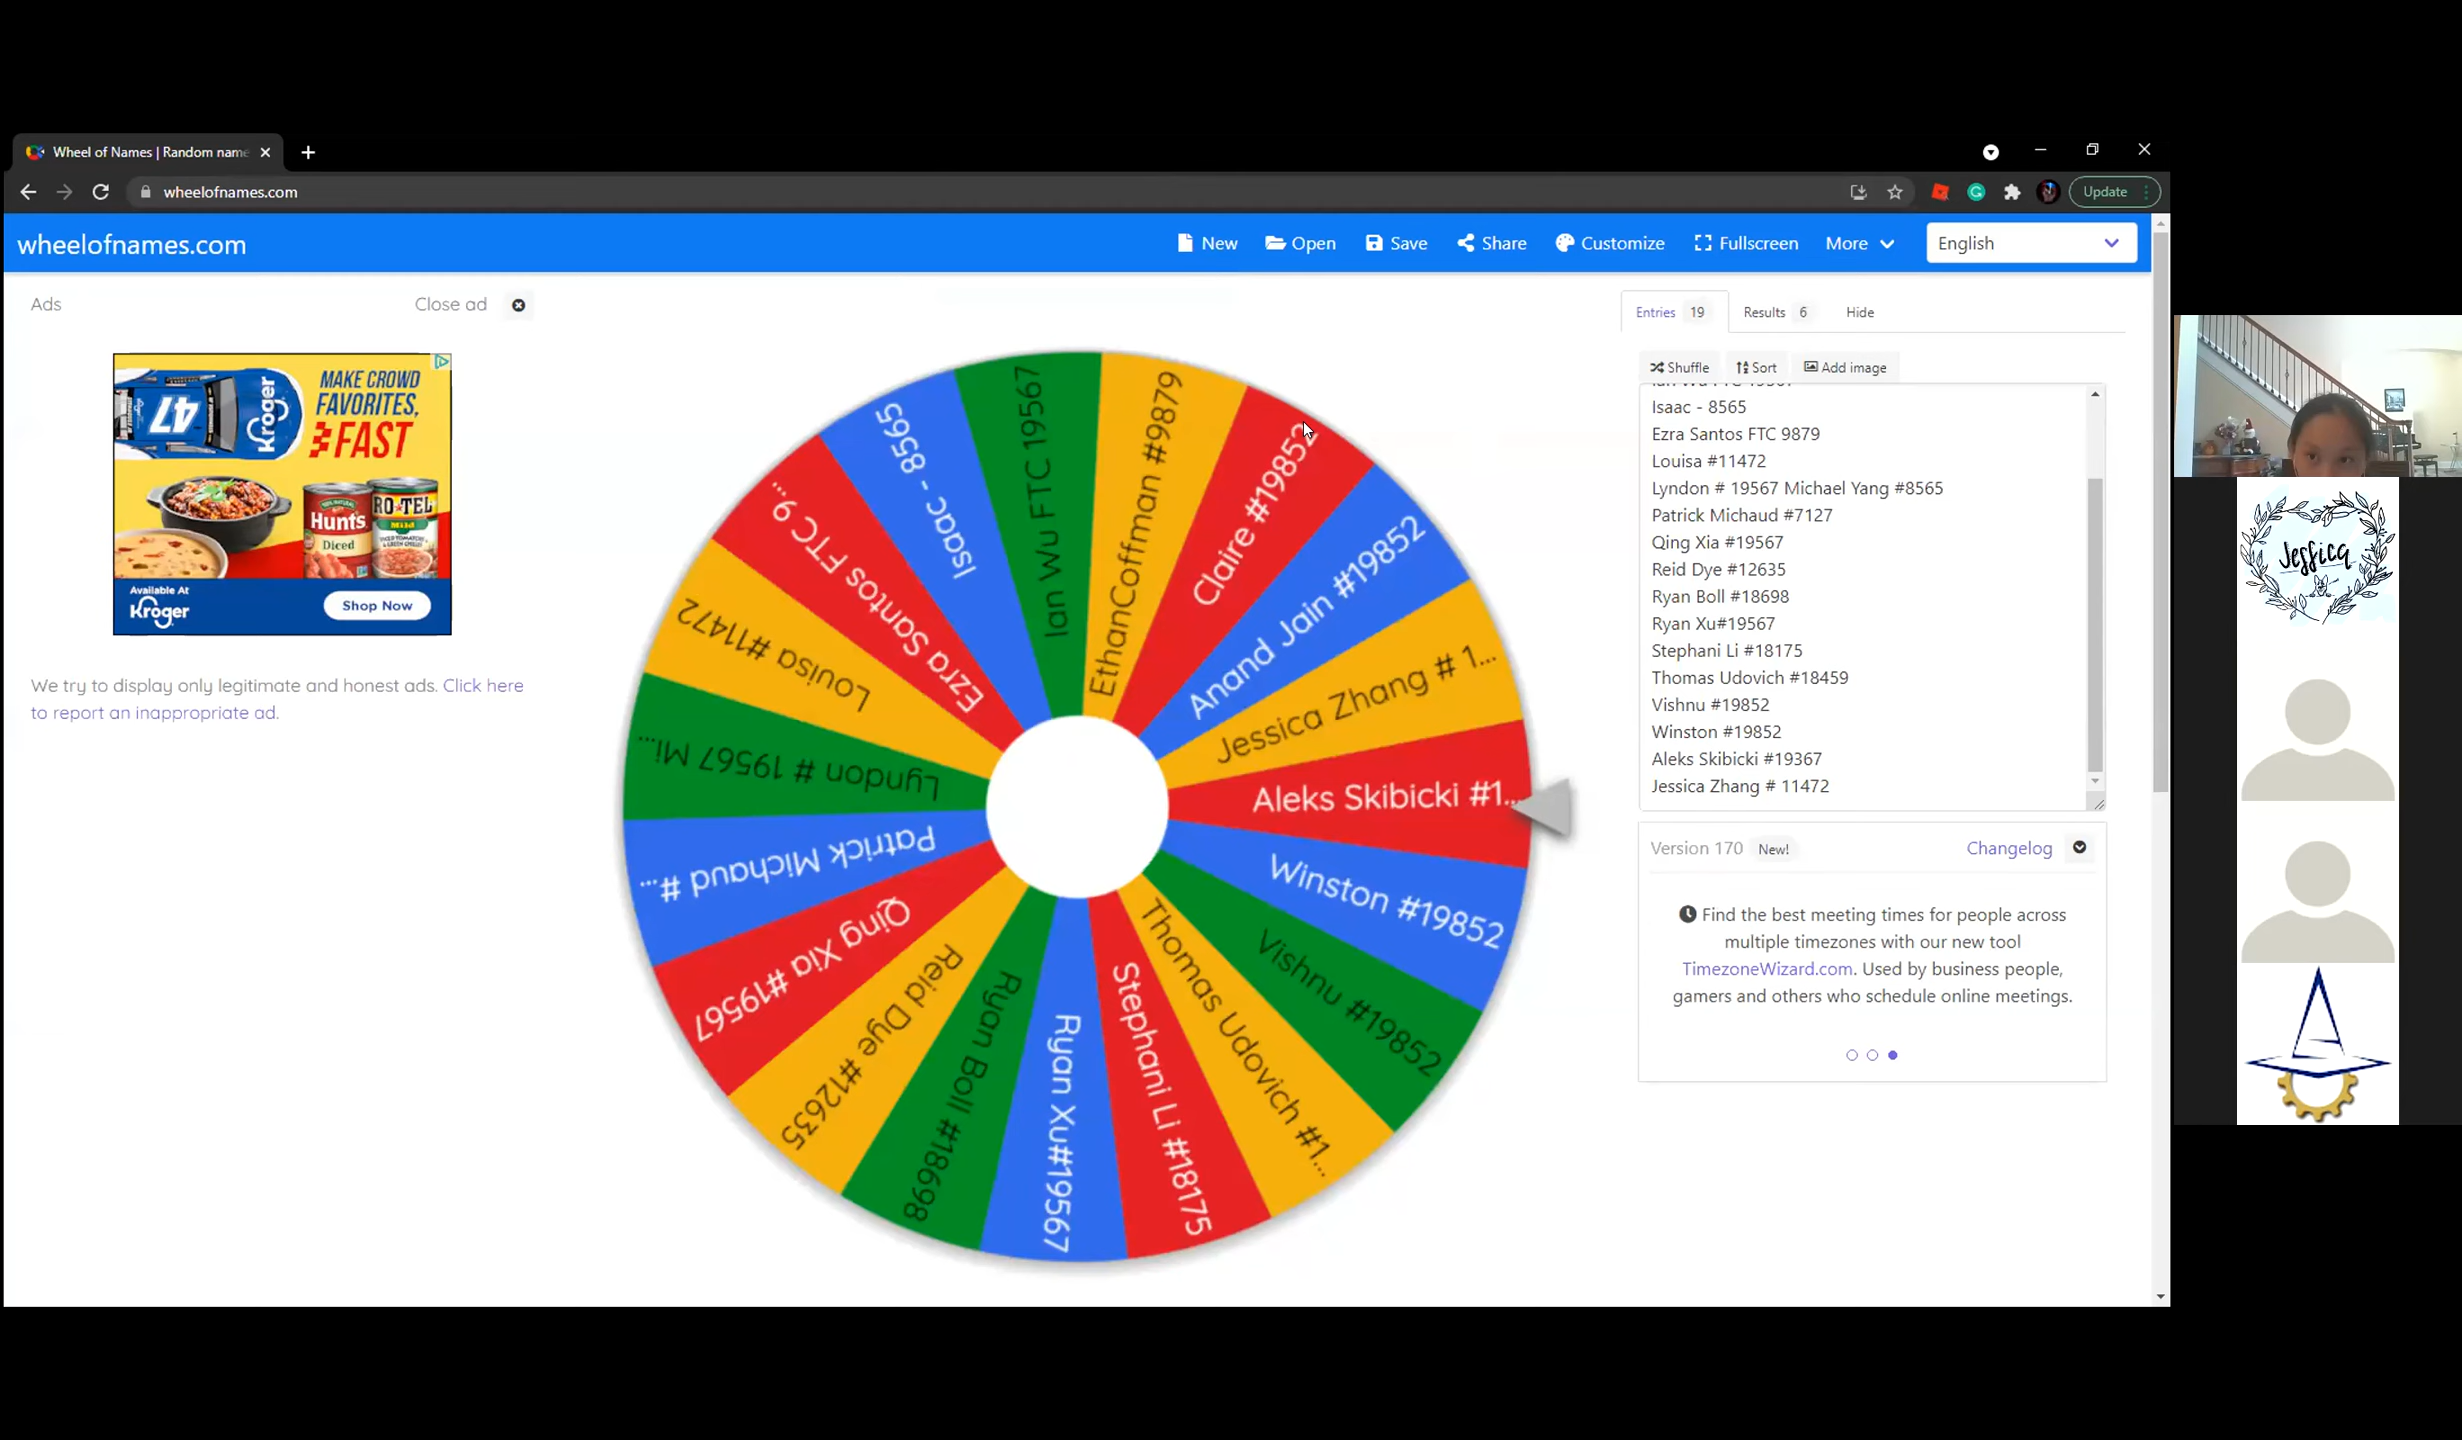 Wheel of Names | Random name
wheelofnames.com
Update
wheelofnames.com
New
Open
Save
Share
Customize
Fullscreen
More
English
Ads
Close ad
47
Kroger
MAKE CROWD
FAVORITES,
FAST
Hunt's
Diced
RO★TEL
Available At
Kroger
Shop Now
We try to display only legitimate and honest ads. Click here
to report an inappropriate ad.
Ian Wu FTC 19567
EthanCoffman #9879
Claire #19852
Anand Jain #19852
Jessica Zhang # 1...
Aleks Skibicki #1...
Winston #19852
Vishnu #19852
Thomas Udovich #1...
Stephani Li #18175
Ryan Xu#19567
Ryan Boll #18698
Reid Dye #12635
Qing Xia #19567
Patrick Michaud #...
Lyndon # 19567 Mi...
Louisa #11472
Ezra Santos FTC 9...
Isaac - 8565
Entries 19
Results 6
Hide
Shuffle
Sort
Add image
Isaac - 8565
Ezra Santos FTC 9879
Louisa #11472
Lyndon # 19567 Michael Yang #8565
Patrick Michaud #7127
Qing Xia #19567
Reid Dye #12635
Ryan Boll #18698
Ryan Xu#19567
Stephani Li #18175
Thomas Udovich #18459
Vishnu #19852
Winston #19852
Aleks Skibicki #19367
Jessica Zhang # 11472
Version 170 New!
Changelog
Find the best meeting times for people across
multiple timezones with our new tool
TimezoneWizard.com. Used by business people,
gamers and others who schedule online meetings.
Jessica